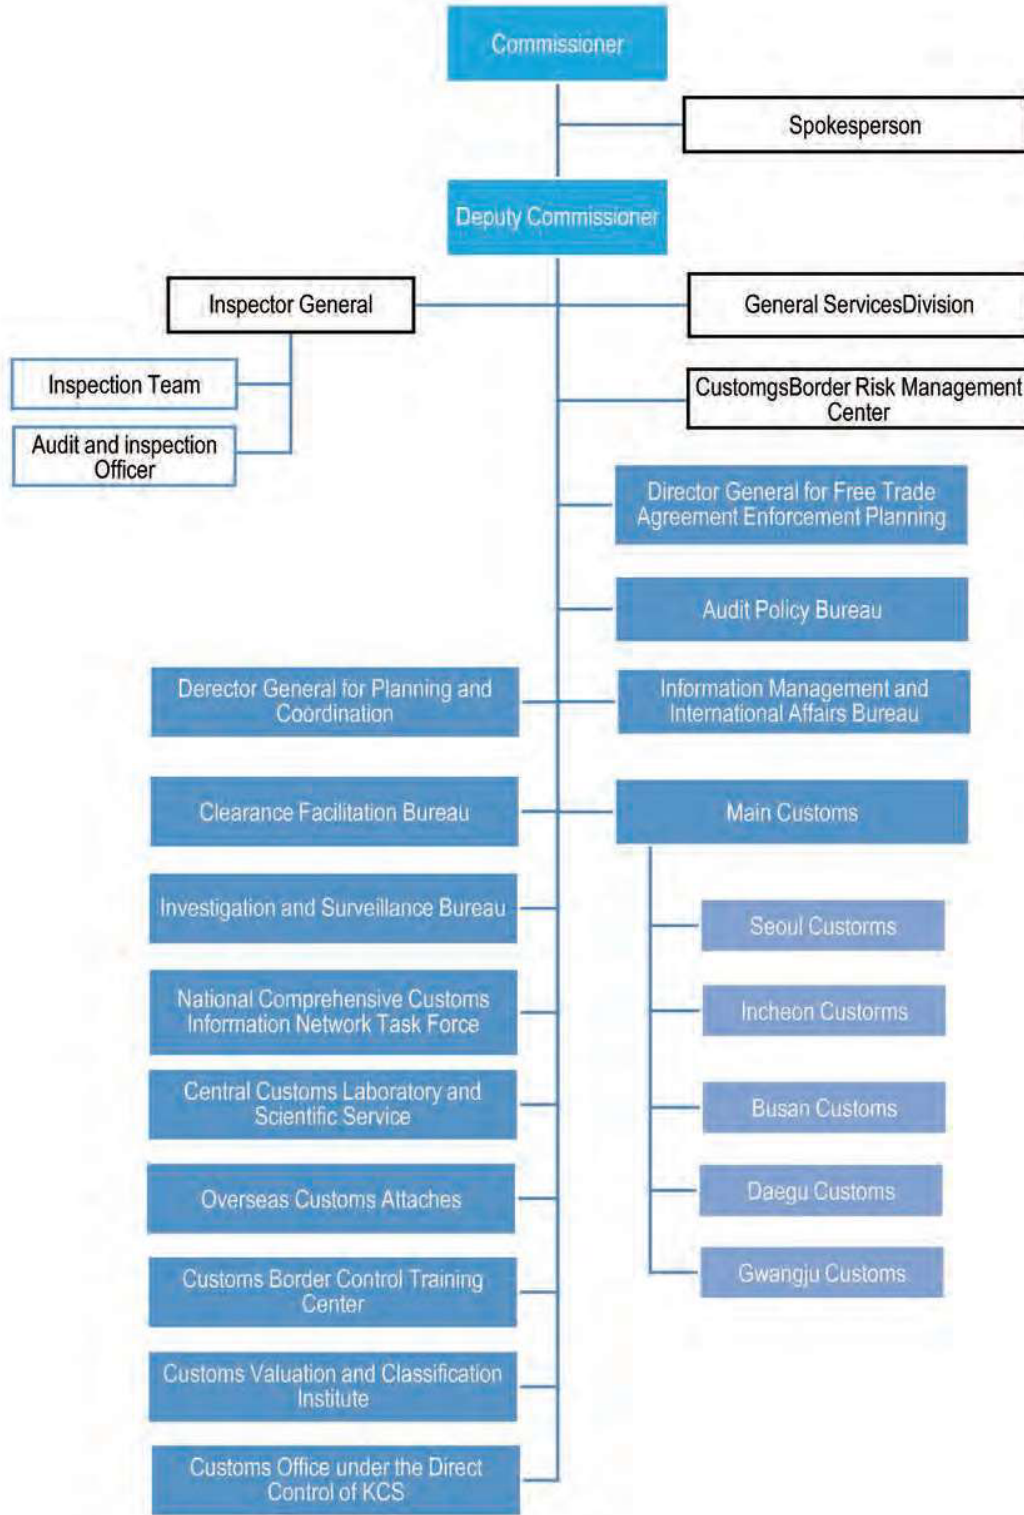 Commissioner
Spokesperson
Deputy Commissioner
Inspector General
General ServicesDivision
Inspection Team
CustomgsBorder Risk Management
Center
Audit and inspection
Officer
Director General for Free Trade
Agreement Enforcement Planning
Audit Policy Bureau
Derector General for Planning and
Coordination
Information Management and
International Affairs Bureau
Clearance Facilitation Bureau
Main Customs
Investigation and Surveillance Bureau
Seoul Custorms
National Comprehensive Customs
Information Network Task Force
Incheon Custorms
Central Customs Laboratory and
Scientific Service
Busan Customs
Overseas Customs Attaches
Daegu Customs
Customs Border Control Training
Center
Gwangju Customs
Customs Valuation and Classification
Institute
Customs Office under the Direct
Control of KCS